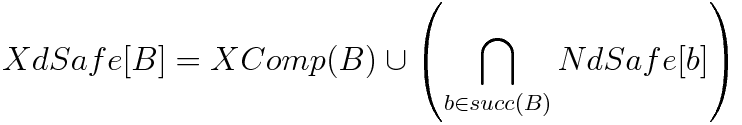 XdSafe[B] = XComp(B) ∪ (⋂_{b∈succ(B)} NdSafe[b])